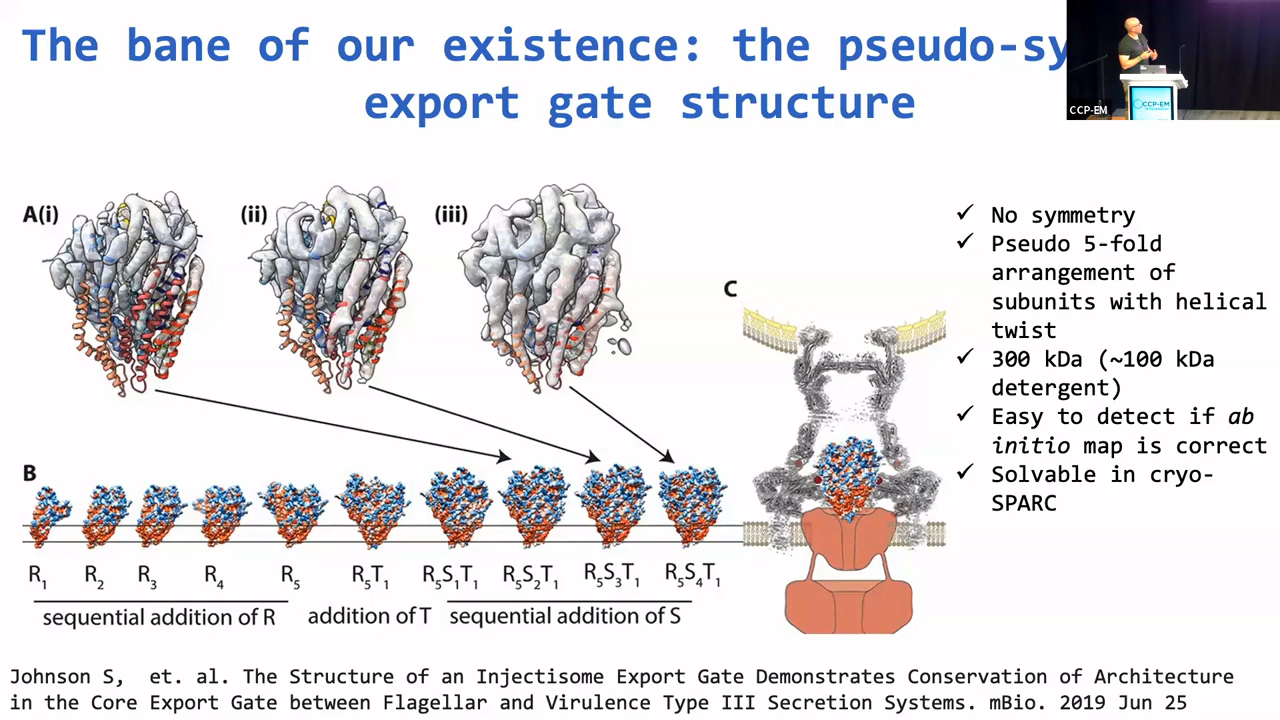 The bane of our existence: the pseudo-sy
export gate structure
CCP-EM
CCP-EM
A(i)
(ii)
(iii)
No symmetry
Pseudo 5-fold
arrangement of
subunits with helical
twist
300 kDa (~100 kDa
detergent)
Easy to detect if ab
initio map is correct
Solvable in cryo-
SPARC
C
B
R1 R2 R3 R4 R5 R5T1 R5S1T1 R5S2T1 R5S3T1 R5S4T1
sequential addition of R addition of T sequential addition of S
Johnson S, et. al. The Structure of an Injectisome Export Gate Demonstrates Conservation of Architecture
in the Core Export Gate between Flagellar and Virulence Type III Secretion Systems. mBio. 2019 Jun 25